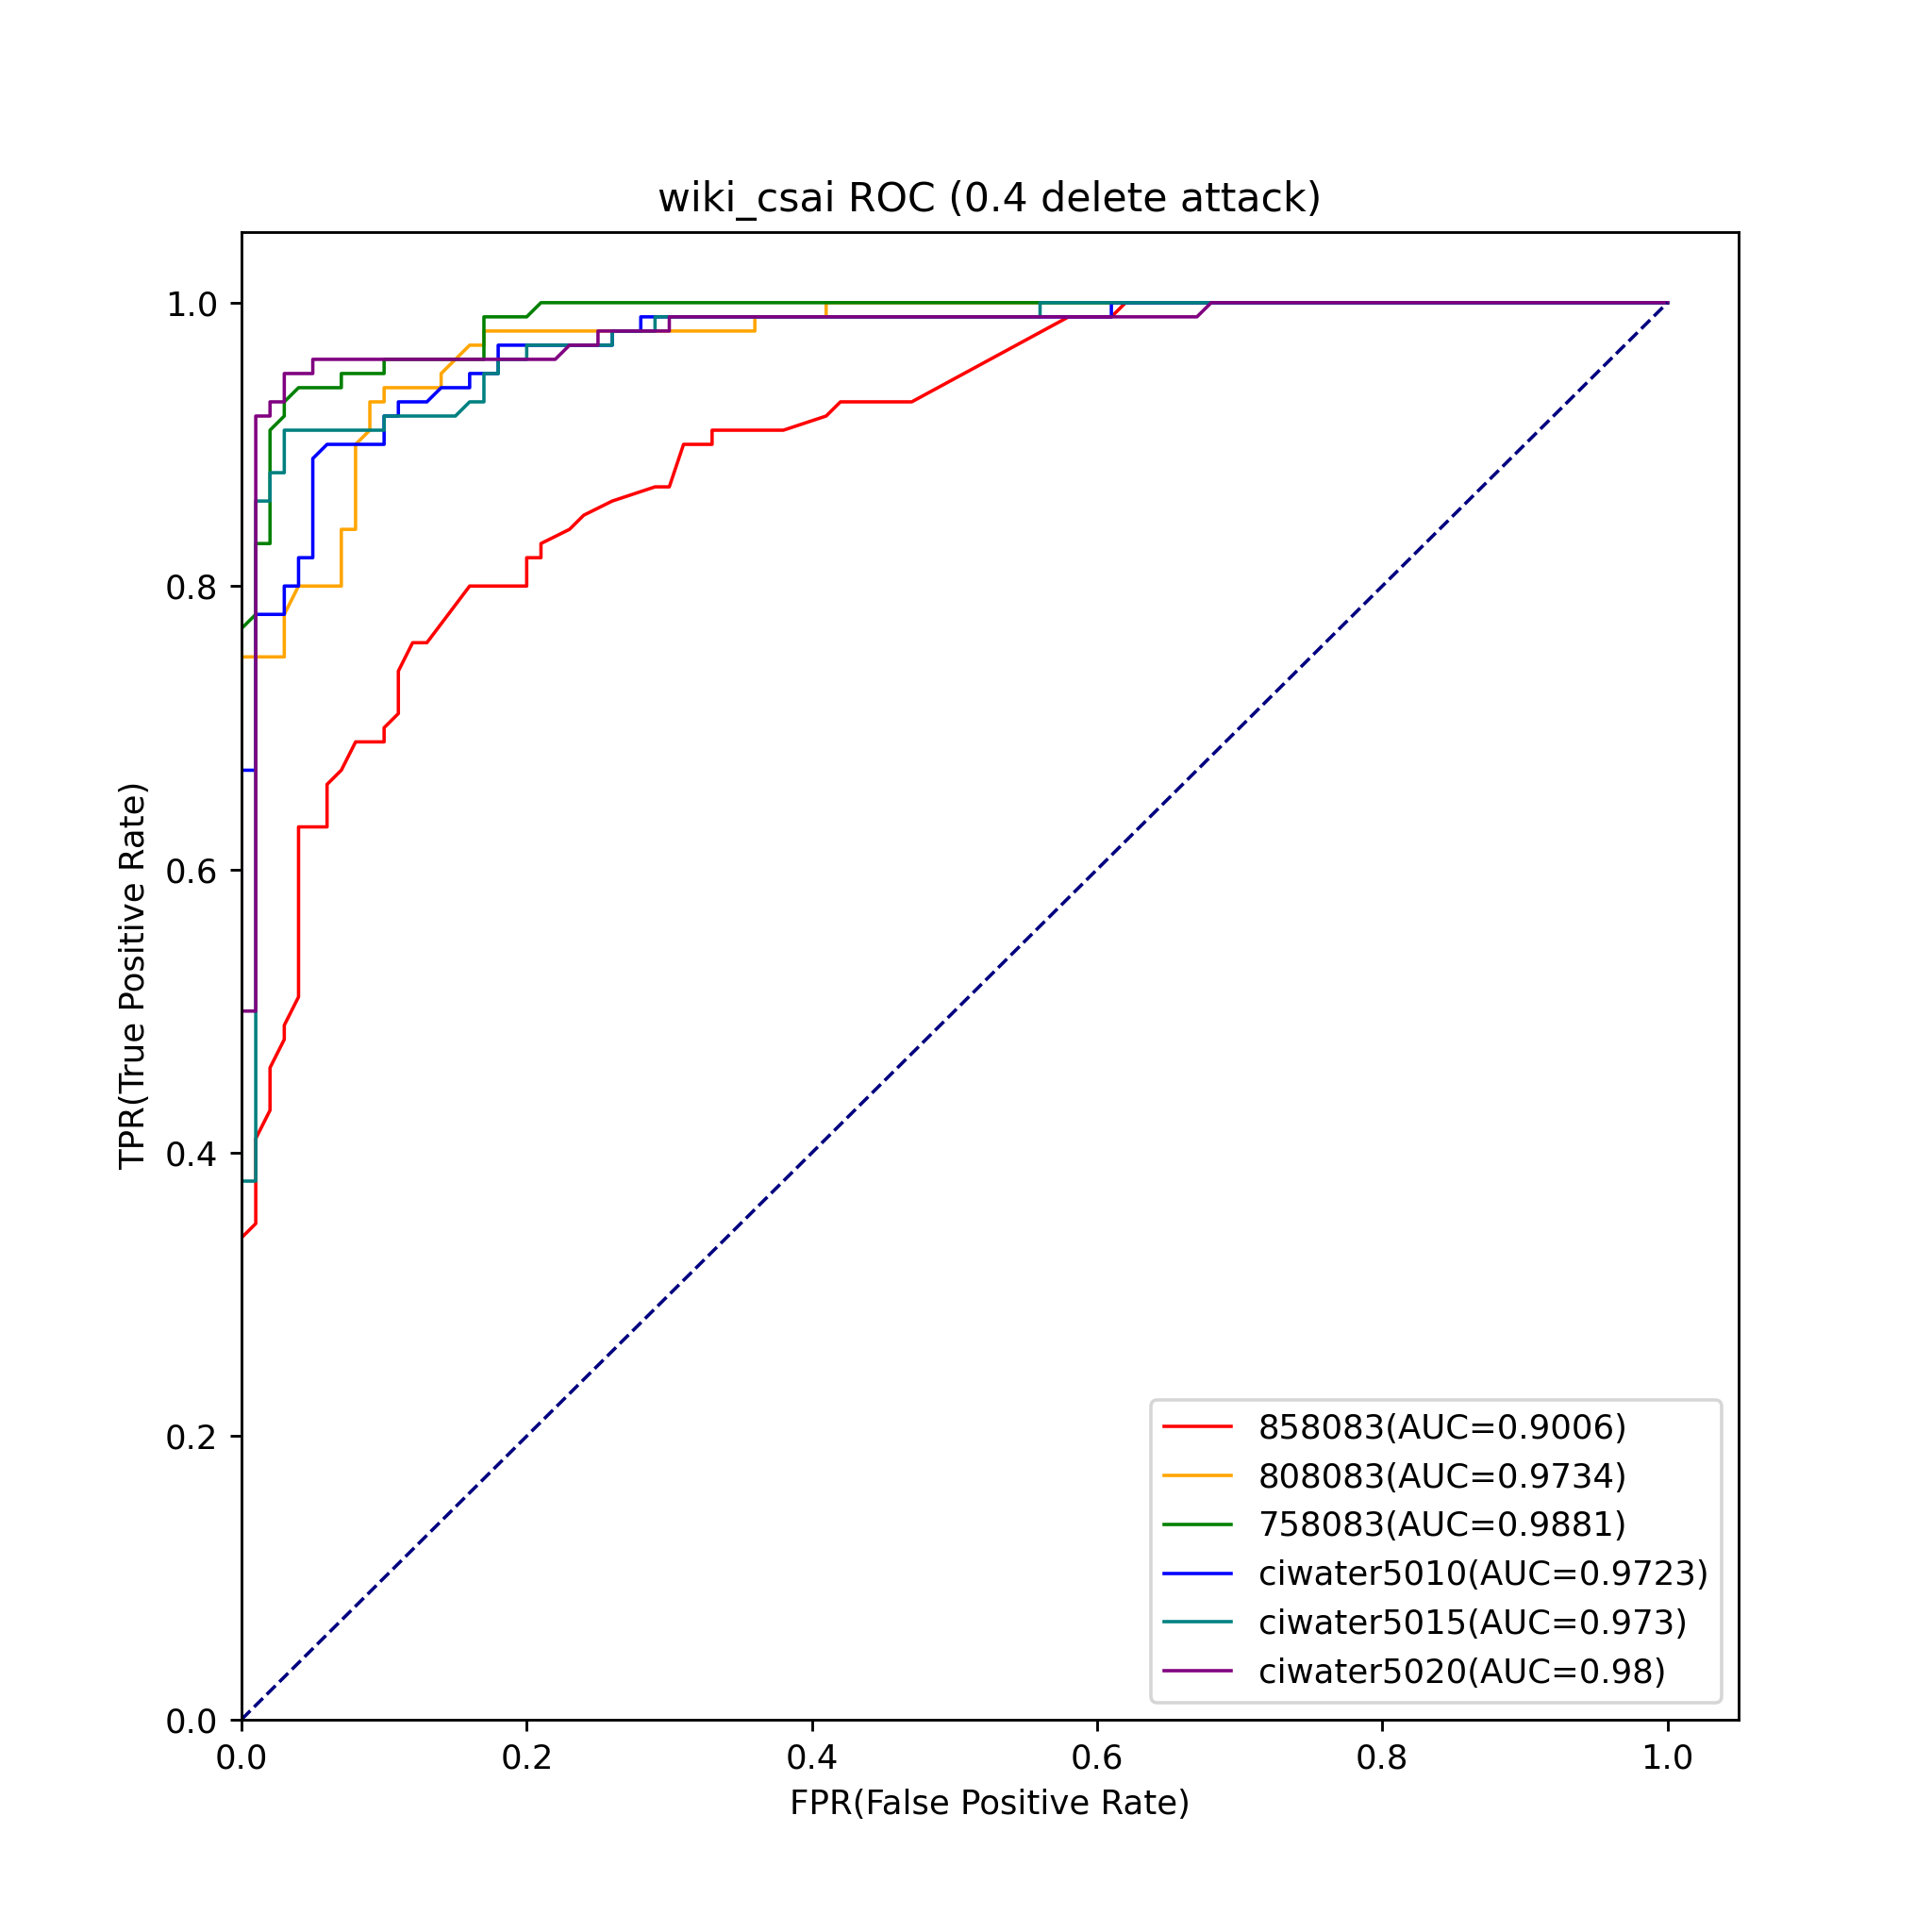 wiki_csai ROC (0.4 delete attack)
1.0
0.8
0.6
0.4
0.2
0.0
TPR(True Positive Rate)
858083(AUC=0.9006)
808083(AUC=0.9734)
758083(AUC=0.9881)
ciwater5010(AUC=0.9723)
ciwater5015(AUC=0.973)
ciwater5020(AUC=0.98)
0.0 0.2 0.4 0.6 0.8 1.0
FPR(False Positive Rate)